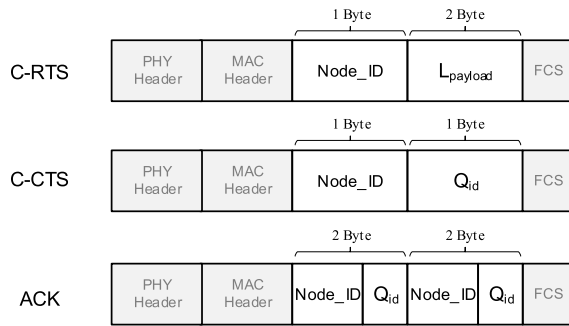 1 Byte 2 Byte
C-RTS PHY Header MAC Header Node_ID Lpayload FCS
1 Byte 1 Byte
C-CTS PHY Header MAC Header Node_ID Qid FCS
2 Byte 2 Byte
ACK PHY Header MAC Header Node_ID Qid Node_ID Qid FCS